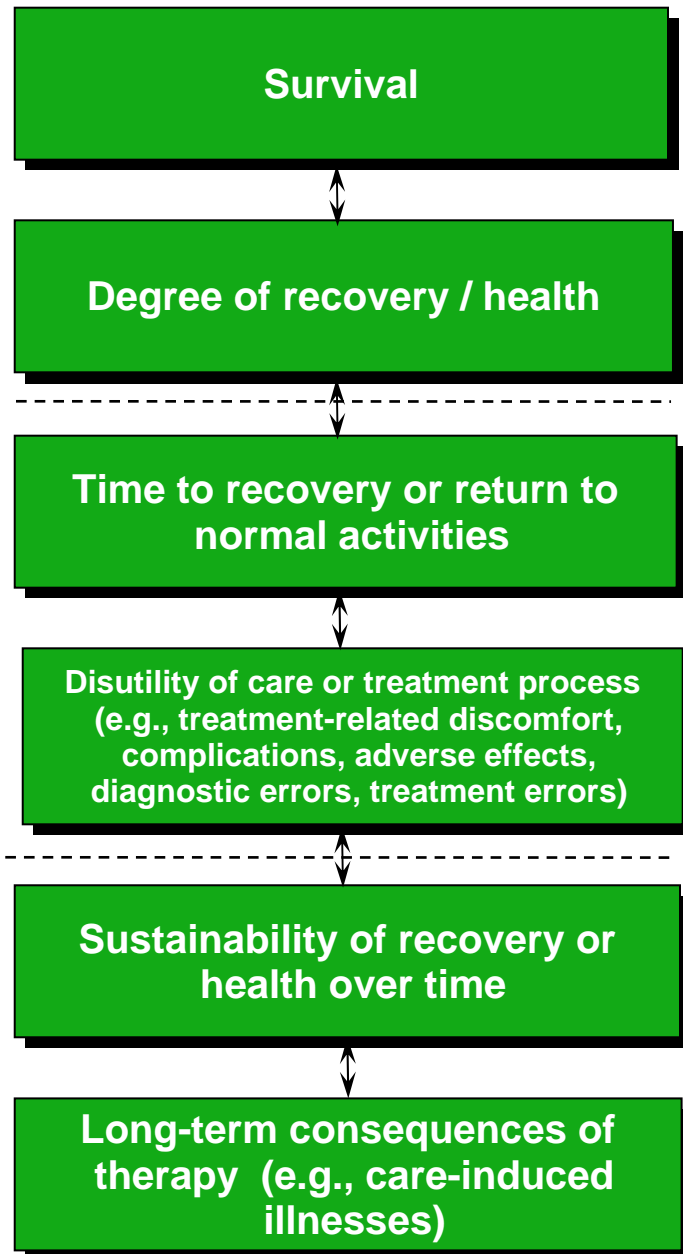 Survival
Degree of recovery / health
Time to recovery or return to
normal activities
Disutility of care or treatment process
(e.g., treatment-related discomfort,
complications, adverse effects,
diagnostic errors, treatment errors)
Sustainability of recovery or
health over time
Long-term consequences of
therapy (e.g., care-induced
illnesses)